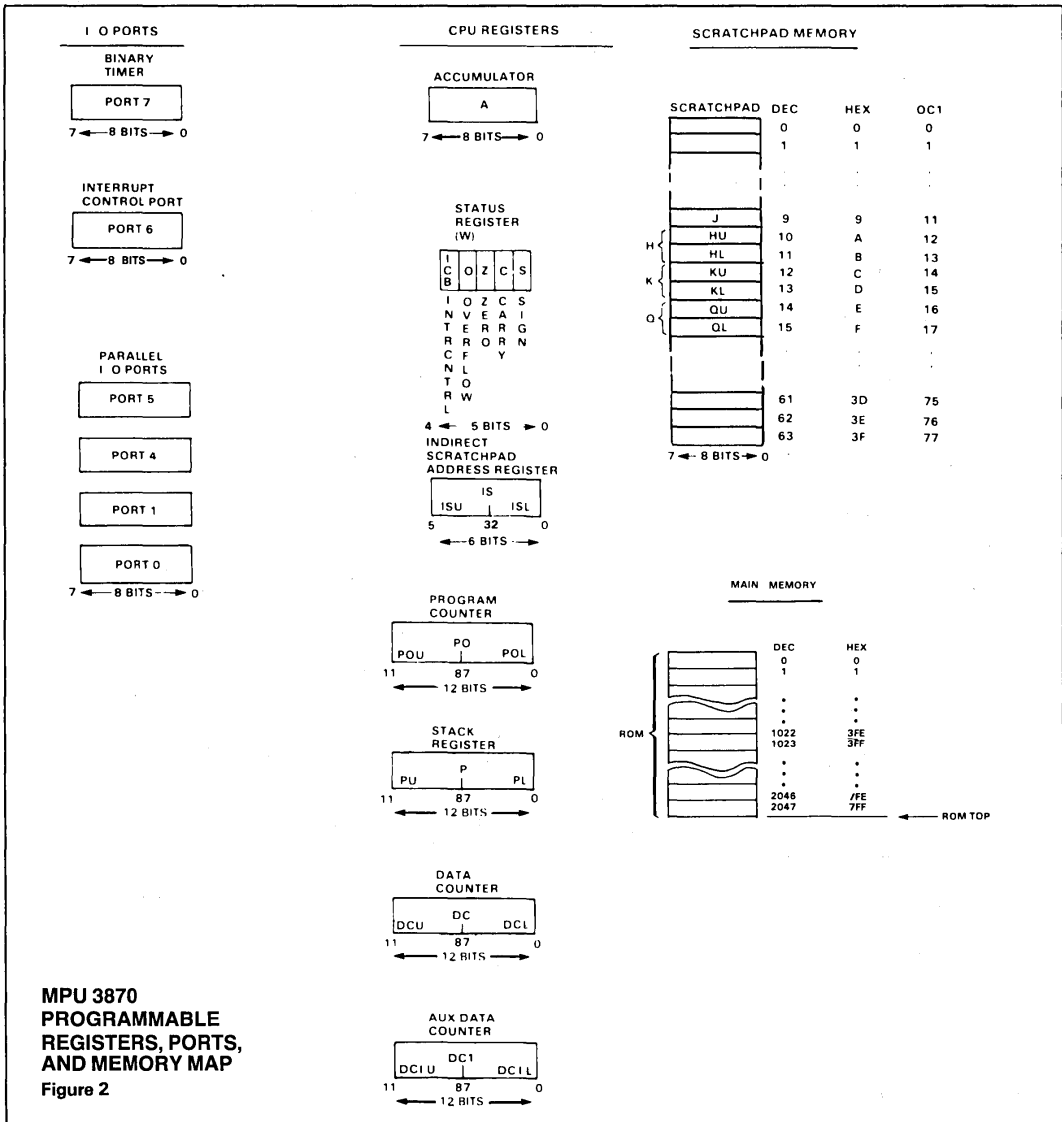 I O PORTS
BINARY
TIMER
PORT 7
7 8 BITS 0
INTERRUPT
CONTROL PORT
PORT 6
7 8 BITS 0
PARALLEL
I O PORTS
PORT 5
PORT 4
PORT 1
PORT 0
7 8 BITS 0
CPU REGISTERS
ACCUMULATOR
A
7 8 BITS 0
STATUS
REGISTER
(W)
ICB O Z C S
INTRCNTRL
OVERFLOW
ZERO
CARRY
SIGN
4 5 BITS 0
INDIRECT
SCRATCHPAD
ADDRESS REGISTER
IS
ISU ISL
5 32 0
6 BITS
PROGRAM
COUNTER
PO
POU POL
11 87 0
12 BITS
STACK
REGISTER
P
PU PL
11 87 0
12 BITS
DATA
COUNTER
DC
DCU DCL
11 87 0
12 BITS
AUX DATA
COUNTER
DC1
DC1U DC1L
11 87 0
12 BITS
SCRATCHPAD MEMORY
SCRATCHPAD DEC HEX OC1
0 0 0
1 1 1
J 9 9 11
H
HU 10 A 12
HL 11 B 13
K
KU 12 C 14
KL 13 D 15
Q
QU 14 E 16
QL 15 F 17
61 3D 75
62 3E 76
63 3F 77
7 8 BITS 0
MAIN MEMORY
DEC HEX
0 0
1 1
ROM
1022 3FE
1023 3FF
2046 7FE
2047 7FF
ROM TOP
MPU 3870
PROGRAMMABLE
REGISTERS, PORTS,
AND MEMORY MAP
Figure 2